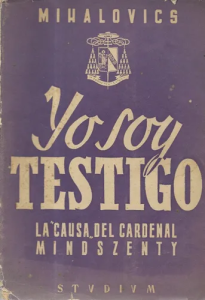 MIHALOVICS
Yo soy
TESTIGO
LA CAUSA DEL CARDENAL
MINDSZENTY
STVDIVM